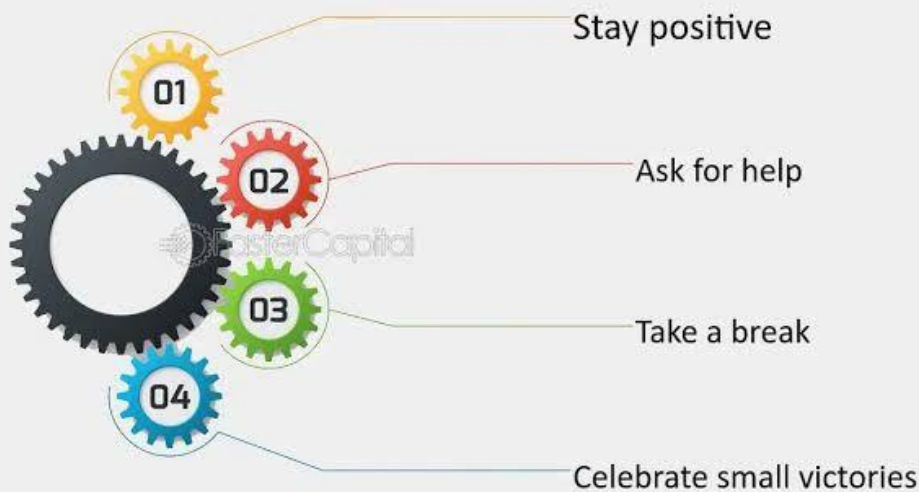 01
Stay positive
02
Ask for help
FasterCapital
03
Take a break
04
Celebrate small victories